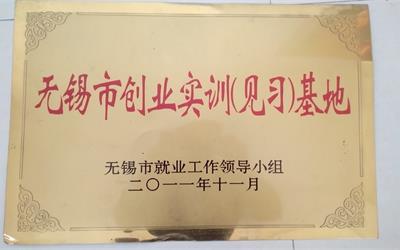 无锡市创业实训(见习)基地
无锡市就业工作领导小组
二〇一一年十一月